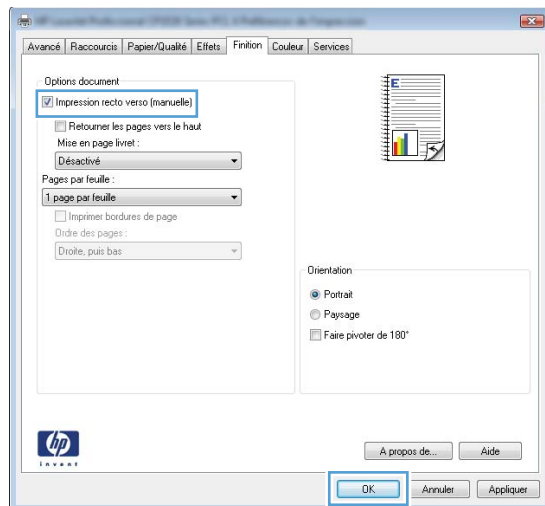 Avancé Raccourcis Papier/Qualité Effets Finition Couleur Services
Options document
Impression recto verso (manuelle)
Retourner les pages vers le haut
Mise en page livret :
Désactivé
Pages par feuille :
1 page par feuille
Imprimer bordures de page
Ordre des pages :
Droite, puis bas
E
Orientation
Portrait
Paysage
Faire pivoter de 180°
hp
invent
A propos de... Aide
OK Annuler Appliquer